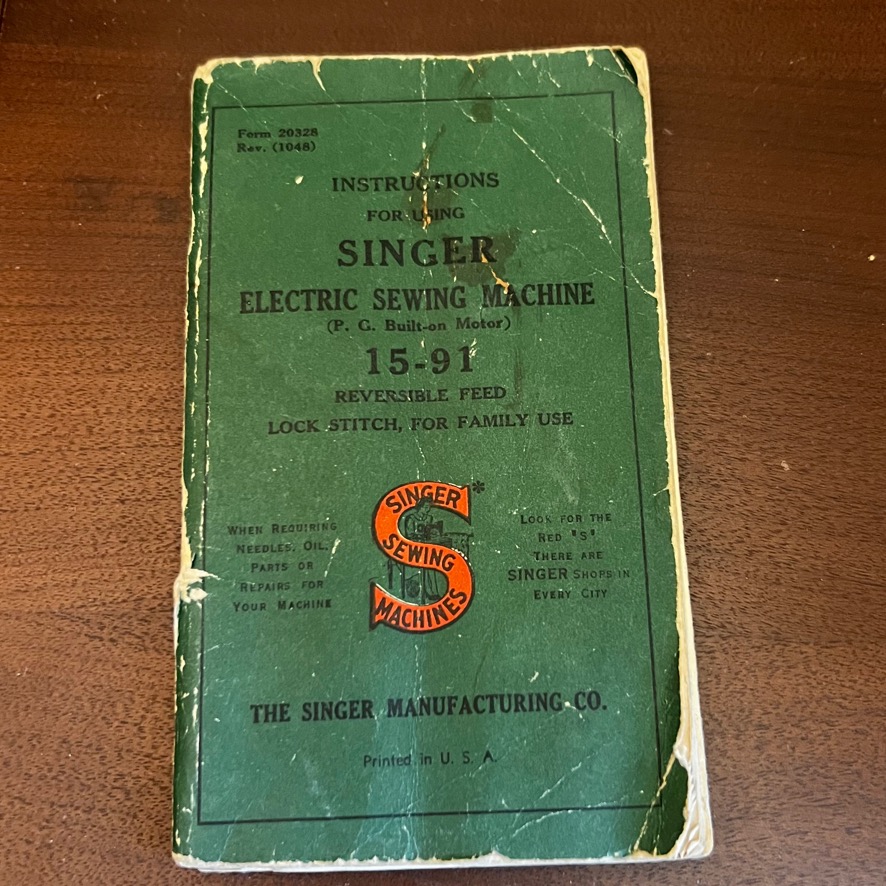 Form 20328
Rev. (1048)
INSTRUCTIONS
FOR USING
SINGER
ELECTRIC SEWING MACHINE
(P. G. Built-on Motor)
15-91
REVERSIBLE FEED
LOCK STITCH, FOR FAMILY USE
WHEN REQUIRING
NEEDLES, OIL,
PARTS OR
REPAIRS FOR
YOUR MACHINE
SINGER*
SEWING
MACHINES
LOOK FOR THE
RED "S"
THERE ARE
SINGER SHOPS IN
EVERY CITY
THE SINGER MANUFACTURING CO.
Printed in U. S. A.